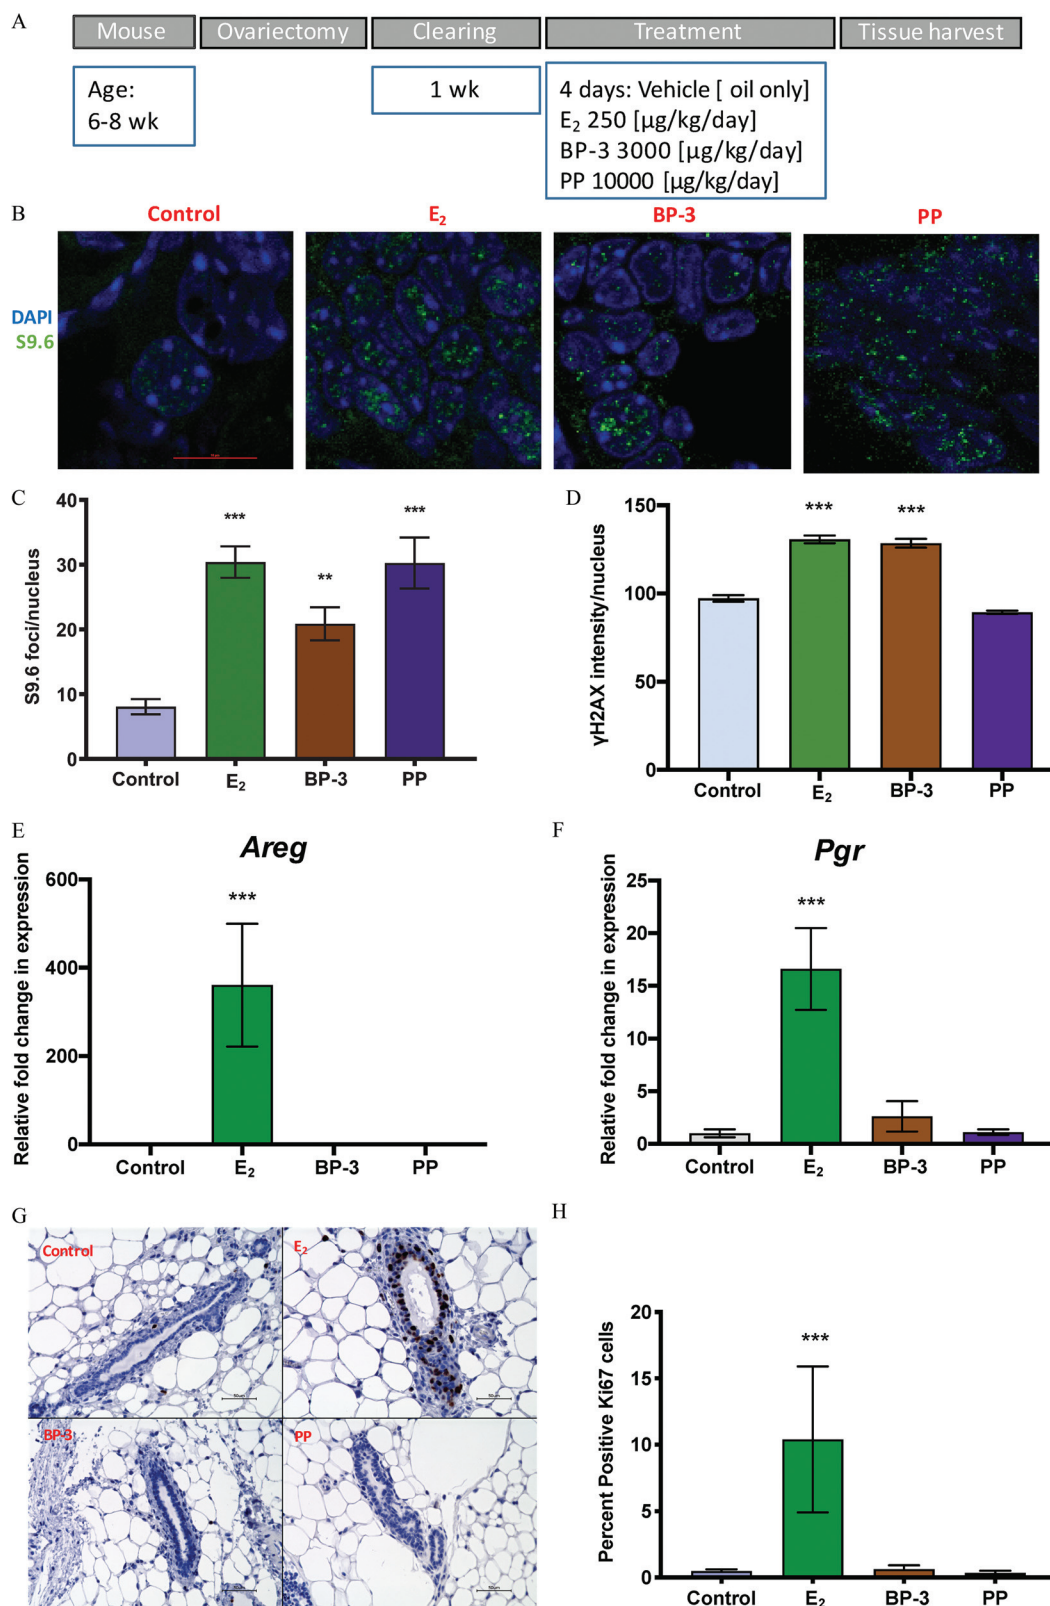 A
Mouse Ovariectomy Clearing Treatment Tissue harvest
Age:
6-8 wk
1 wk
4 days: Vehicle [ oil only]
E₂ 250 [µg/kg/day]
BP-3 3000 [µg/kg/day]
PP 10000 [µg/kg/day]
B
Control E₂ BP-3 PP
DAPI
S9.6
C
S9.6 foci/nucleus
40
30
20
10
0
***
**
***
Control E₂ BP-3 PP
D
γH2AX intensity/nucleus
150
100
50
0
*** ***
Control E₂ BP-3 PP
E
Areg
Relative fold change in expression
600
400
200
0
***
Control E₂ BP-3 PP
F
Pgr
Relative fold change in expression
25
20
15
10
5
0
***
Control E₂ BP-3 PP
G
Control
E₂
BP-3
PP
H
Percent Positive Ki67 cells
20
15
10
5
0
***
Control E₂ BP-3 PP